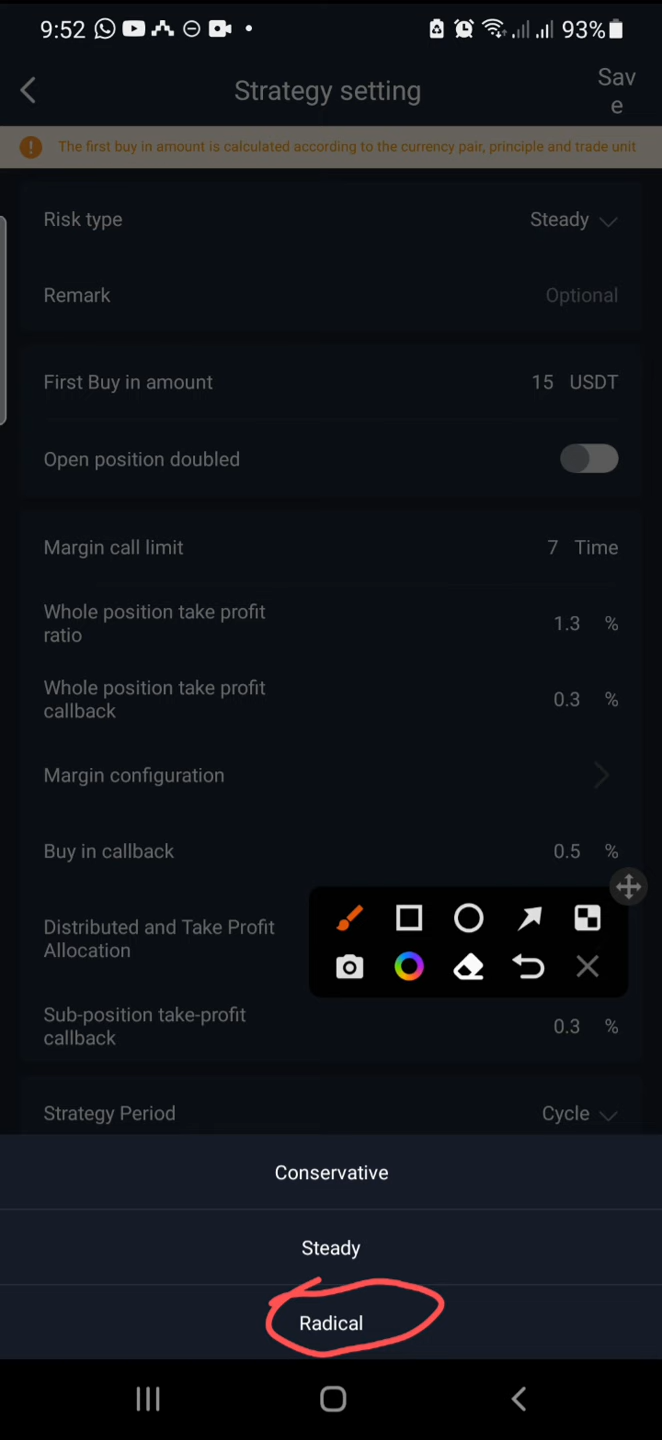 9:52
93%
Strategy setting
Sav
e
The first buy in amount is calculated according to the currency pair, principle and trade unit
Risk type
Steady
Remark
Optional
First Buy in amount
15 USDT
Open position doubled
Margin call limit
7 Time
Whole position take profit
ratio
1.3 %
Whole position take profit
callback
0.3 %
Margin configuration
Buy in callback
0.5 %
Distributed and Take Profit
Allocation
Sub-position take-profit
callback
0.3 %
Strategy Period
Cycle
Conservative
Steady
Radical